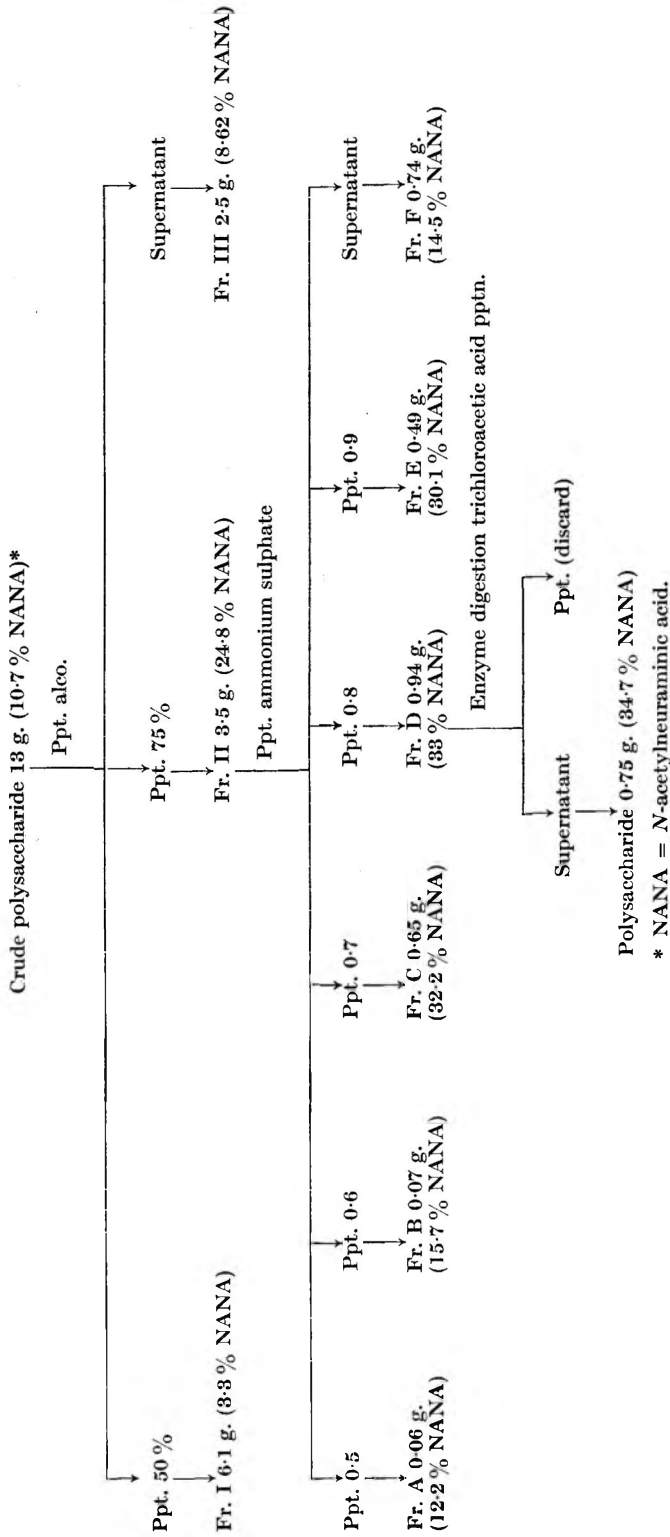 Crude polysaccharide 13 g. (10·7 % NANA)*
Ppt. alco.
Ppt. 50 %
Ppt. 75 %
Supernatant
Fr. I 6·1 g. (3·3 % NANA)
Fr. II 3·5 g. (24·8 % NANA)
Fr. III 2·5 g. (8·62 % NANA)
Ppt. ammonium sulphate
Ppt. 0·5
Ppt. 0·6
Ppt. 0·7
Ppt. 0·8
Ppt. 0·9
Supernatant
Fr. A 0·06 g.
(12·2 % NANA)
Fr. B 0·07 g.
(15·7 % NANA)
Fr. C 0·65 g.
(32·2 % NANA)
Fr. D 0·94 g.
(33 % NANA)
Fr. E 0·49 g.
(30·1 % NANA)
Fr. F 0·74 g.
(14·5 % NANA)
Enzyme digestion trichloroacetic acid pptn.
Supernatant
Ppt. (discard)
Polysaccharide 0·75 g. (34·7 % NANA)
* NANA = N-acetylneuraminic acid.